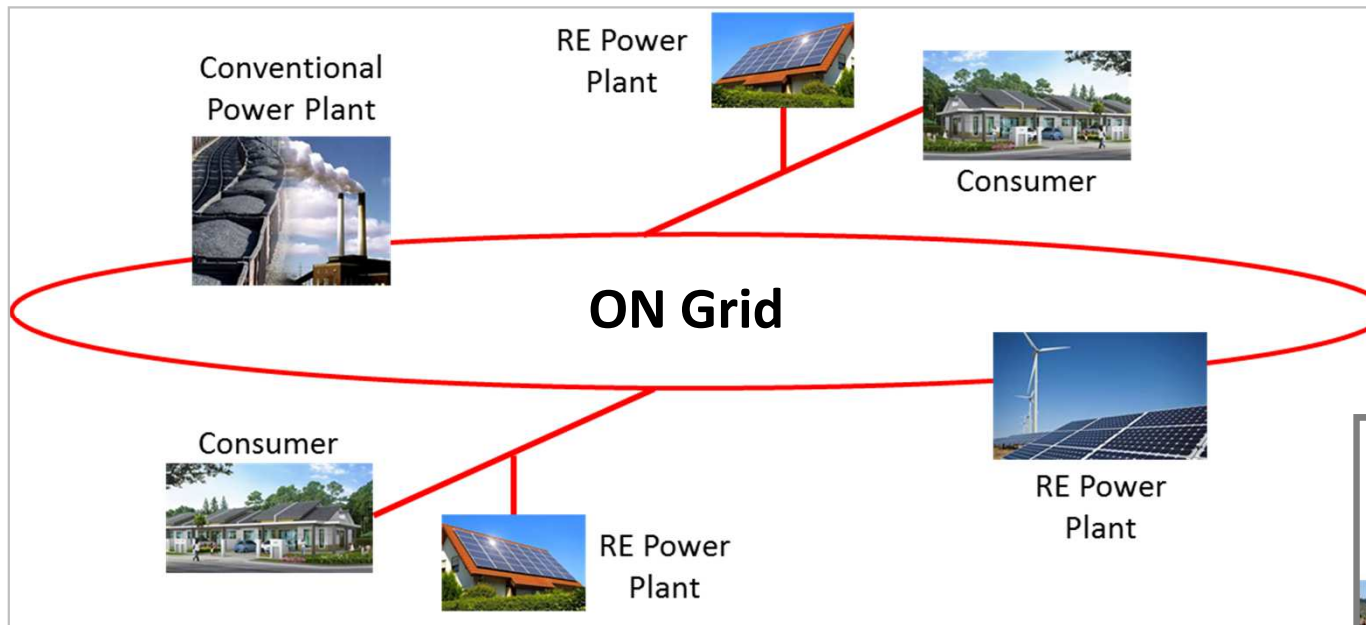 RE Power
Plant
Conventional
Power Plant
Consumer
ON Grid
Consumer
RE Power
Plant
RE Power
Plant